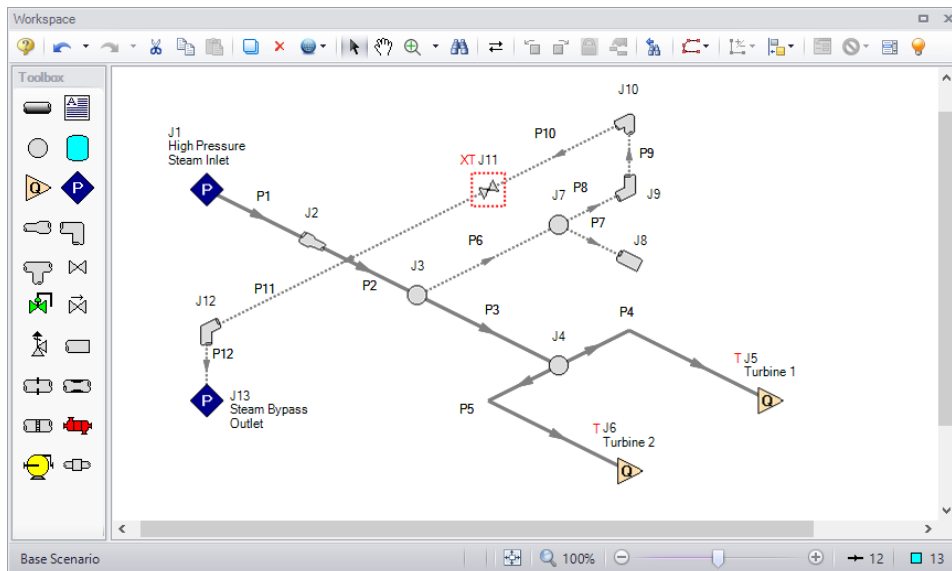 Workspace
Toolbox
A
Q
P
J1
High Pressure
Steam Inlet
P
P1
J2
P2
J3
P3
J4
P4
T J5
Turbine 1
Q
P5
T J6
Turbine 2
Q
P6
J7
P7
J8
P8
J9
P9
J10
P10
XT J11
P11
J12
P12
P
J13
Steam Bypass
Outlet
Base Scenario
100%
12
13